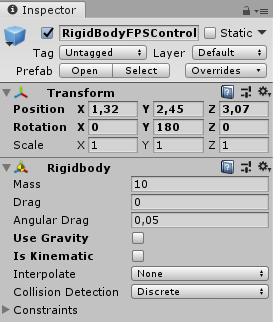 Inspector
RigidBodyFPSControl Static
Tag Untagged Layer Default
Prefab Open Select Overrides
Transform
Position X 1,32 Y 2,45 Z 3,07
Rotation X 0 Y 180 Z 0
Scale X 1 Y 1 Z 1
Rigidbody
Mass 10
Drag 0
Angular Drag 0,05
Use Gravity
Is Kinematic
Interpolate None
Collision Detection Discrete
Constraints